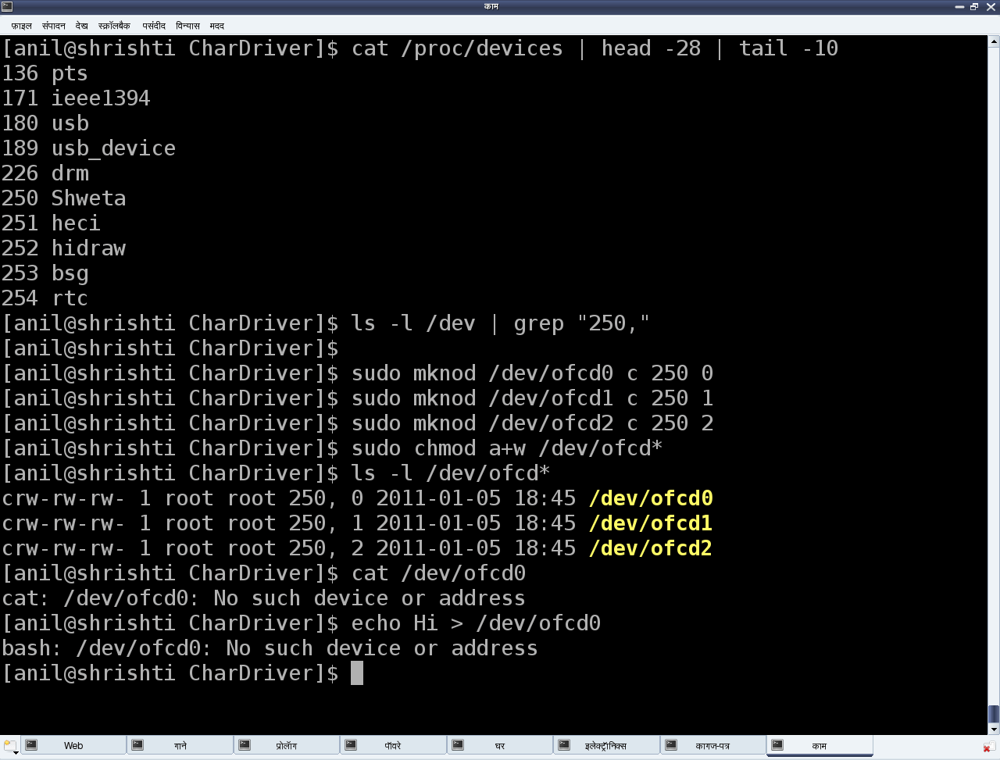 काम
फ़ाइल संपादन देख स्क्रॉलबैक पसंदीद विन्यास मदद
[anil@shrishti CharDriver]$ cat /proc/devices | head -28 | tail -10
136 pts
171 ieee1394
180 usb
189 usb_device
226 drm
250 Shweta
251 heci
252 hidraw
253 bsg
254 rtc
[anil@shrishti CharDriver]$ ls -l /dev | grep "250,"
[anil@shrishti CharDriver]$
[anil@shrishti CharDriver]$ sudo mknod /dev/ofcd0 c 250 0
[anil@shrishti CharDriver]$ sudo mknod /dev/ofcd1 c 250 1
[anil@shrishti CharDriver]$ sudo mknod /dev/ofcd2 c 250 2
[anil@shrishti CharDriver]$ sudo chmod a+w /dev/ofcd*
[anil@shrishti CharDriver]$ ls -l /dev/ofcd*
crw-rw-rw- 1 root root 250, 0 2011-01-05 18:45 /dev/ofcd0
crw-rw-rw- 1 root root 250, 1 2011-01-05 18:45 /dev/ofcd1
crw-rw-rw- 1 root root 250, 2 2011-01-05 18:45 /dev/ofcd2
[anil@shrishti CharDriver]$ cat /dev/ofcd0
cat: /dev/ofcd0: No such device or address
[anil@shrishti CharDriver]$ echo Hi > /dev/ofcd0
bash: /dev/ofcd0: No such device or address
[anil@shrishti CharDriver]$
Web गाने प्रोलॅाग पॅावरे घर इलेक्ट्रॅानिक्स कागज-पत्र काम